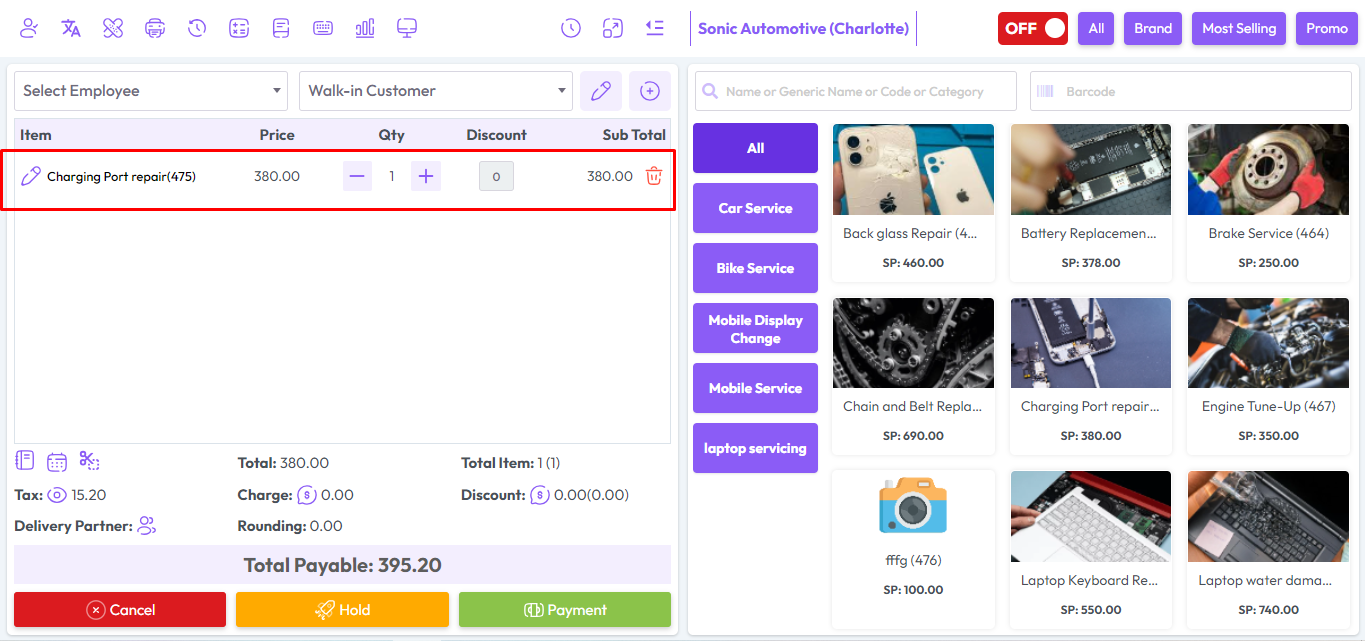 Sonic Automotive (Charlotte)
OFF
All
Brand
Most Selling
Promo
Select Employee
Walk-in Customer
Item Price Qty Discount Sub Total
Charging Port repair(475) 380.00 1 0 380.00
Total: 380.00 Total Item: 1 (1)
Tax: 15.20 Charge: 0.00 Discount: 0.00(0.00)
Delivery Partner: Rounding: 0.00
Total Payable: 395.20
Cancel
Hold
Payment
Name or Generic Name or Code or Category
Barcode
All
Car Service
Bike Service
Mobile Display
Change
Mobile Service
laptop servicing
Back glass Repair (4...
SP: 460.00
Battery Replacemen...
SP: 378.00
Brake Service (464)
SP: 250.00
Chain and Belt Repla...
SP: 690.00
Charging Port repair...
SP: 380.00
Engine Tune-Up (467)
SP: 350.00
fffg (476)
SP: 100.00
Laptop Keyboard Re...
SP: 550.00
Laptop water dama...
SP: 740.00